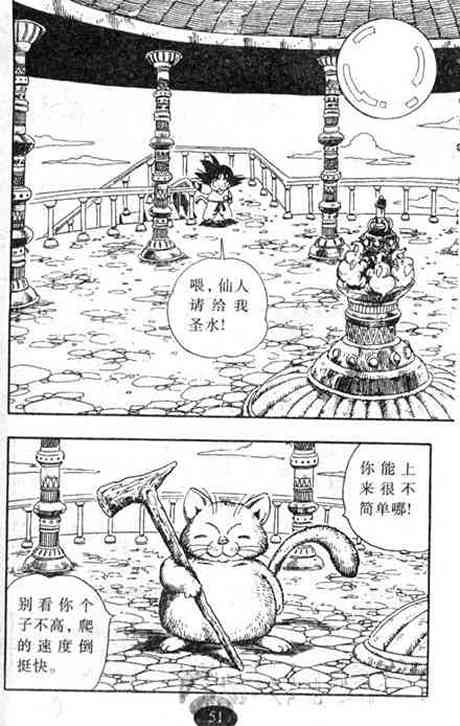 喂，仙人
请给我
圣水！
你能上
来很不
简单哪！
别看你个
子不高，爬
的速度倒
挺快。
51